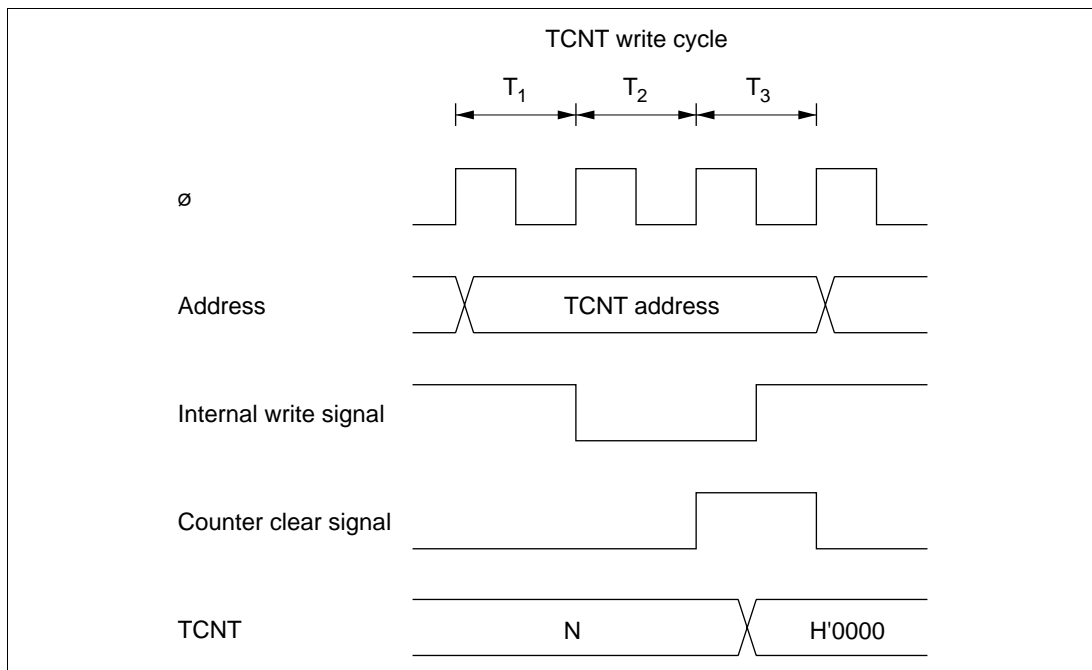 TCNT write cycle
T1 T2 T3
ø
Address TCNT address
Internal write signal
Counter clear signal
TCNT N H'0000